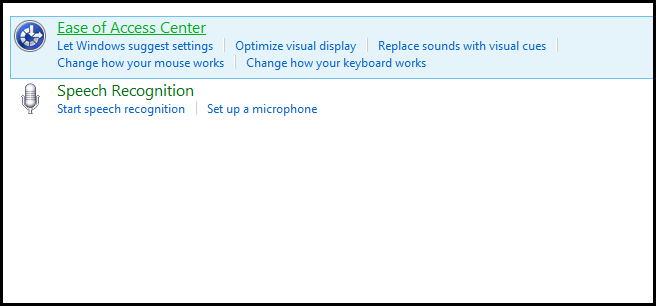 Ease of Access Center
Let Windows suggest settings | Optimize visual display | Replace sounds with visual cues |
Change how your mouse works | Change how your keyboard works
Speech Recognition
Start speech recognition | Set up a microphone